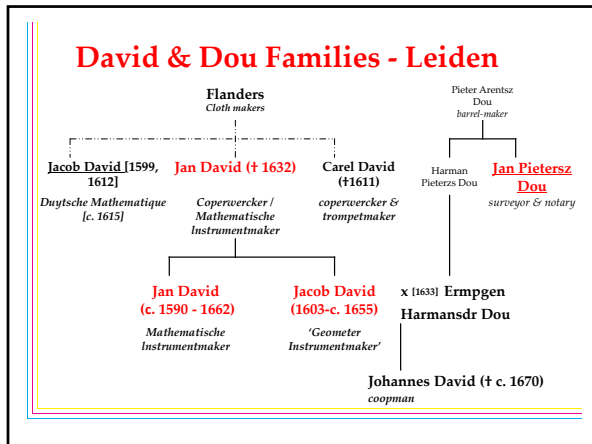 David & Dou Families - Leiden
Flanders
Cloth makers
Pieter Arentsz
Dou
barrel-maker
Jacob David [1599,
1612]
Duytsche Mathematique
[c. 1615]
Jan David († 1632)
Coperwercker /
Mathematische
Instrumentmaker
Carel David
(†1611)
coperwercker &
trompetmaker
Harman
Pieterzs Dou
Jan Pietersz
Dou
surveyor & notary
Jan David
(c. 1590 - 1662)
Mathematische
Instrumentmaker
Jacob David
(1603-c. 1655)
‘Geometer
Instrumentmaker’
x [1633] Ermpgen
Harmansdr Dou
Johannes David († c. 1670)
coopman